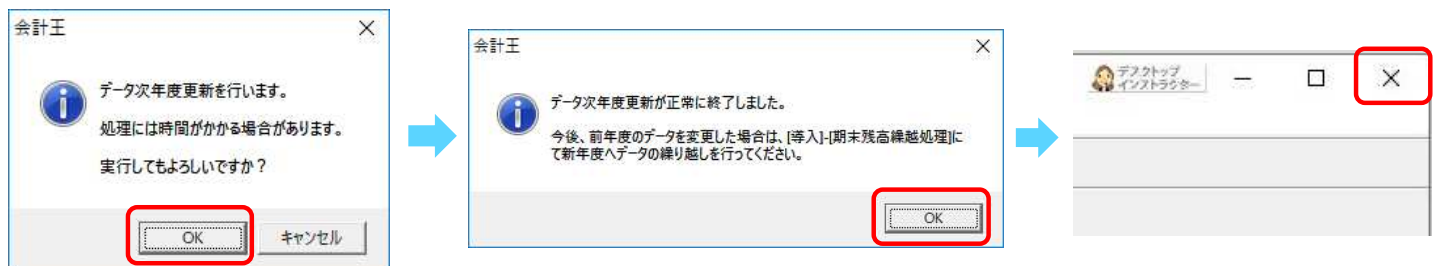 会計王
データ次年度更新を行います。
処理には時間がかかる場合があります。
実行してもよろしいですか?
OK
キャンセル
会計王
データ次年度更新が正常に終了しました。
今後、前年度のデータを変更した場合は、[導入]-[期末残高繰越処理]に
て新年度へデータの繰り越しを行ってください。
OK
デスクトップ
インストラクター